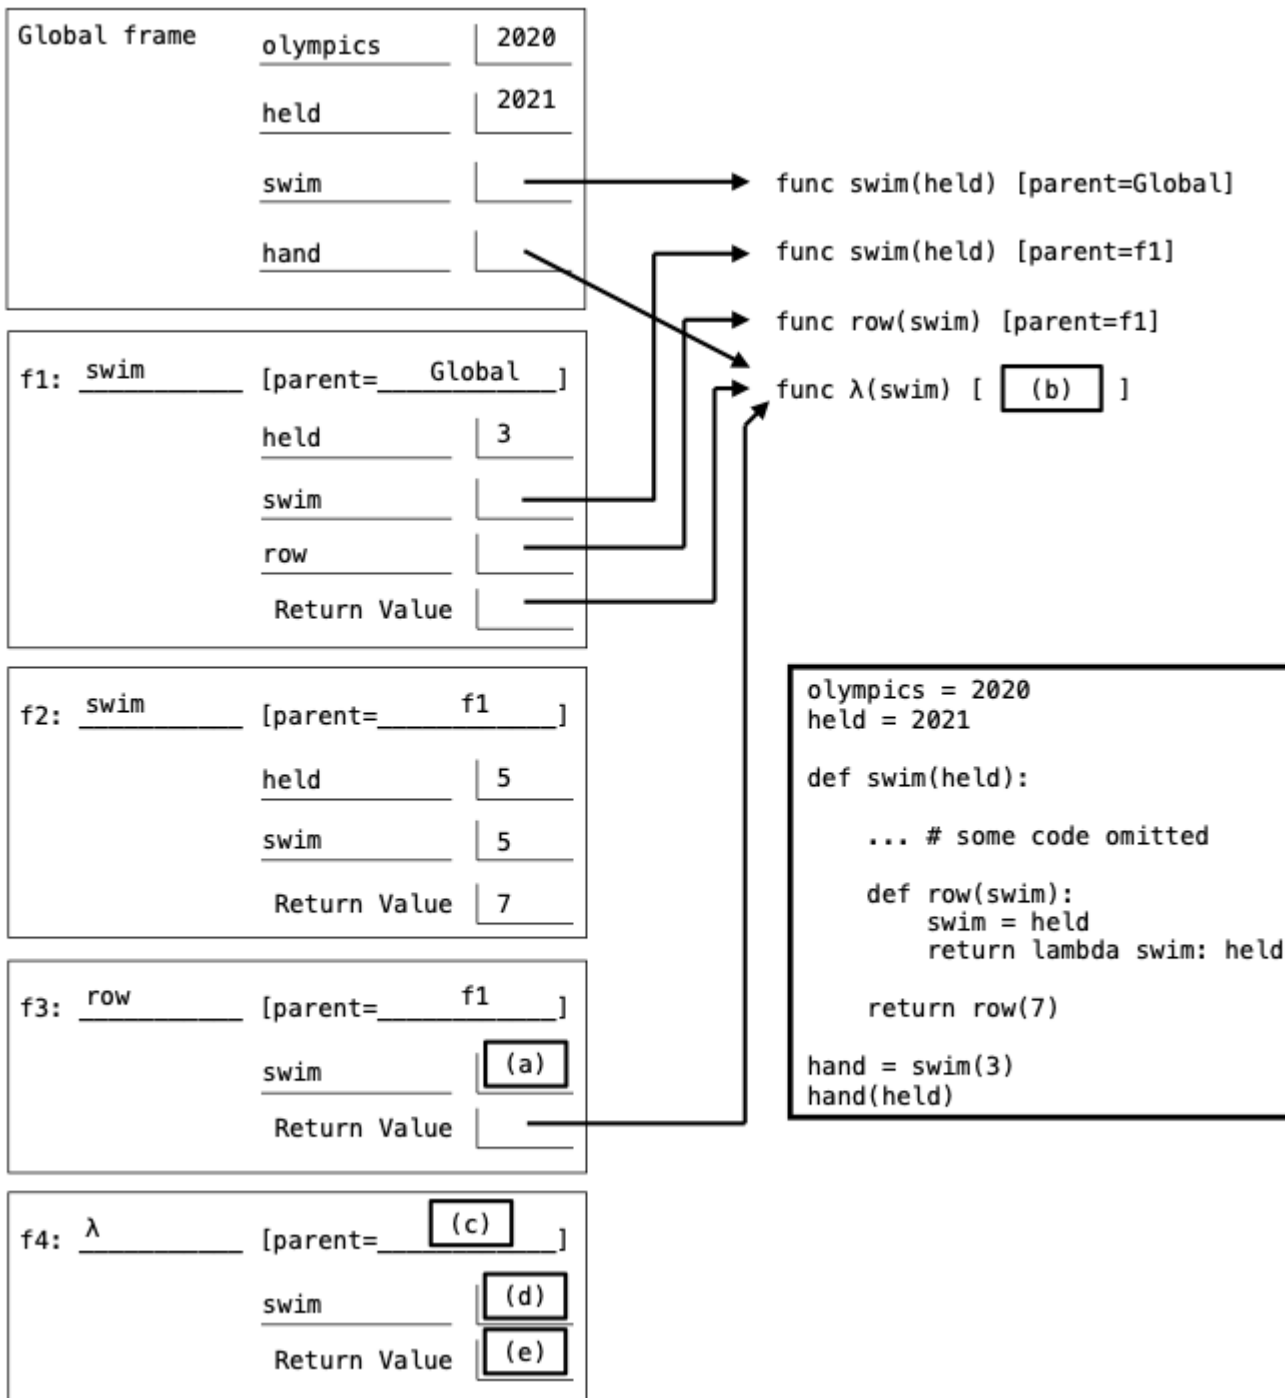 Global frame
olympics 2020
held 2021
swim
hand
func swim(held) [parent=Global]
func swim(held) [parent=f1]
func row(swim) [parent=f1]
func λ(swim) [ (b) ]
f1: swim [parent=Global]
held 3
swim
row
Return Value
f2: swim [parent=f1]
held 5
swim 5
Return Value 7
f3: row [parent=f1]
swim (a)
Return Value
f4: λ [parent=(c)]
swim (d)
Return Value (e)
olympics = 2020
held = 2021
def swim(held):
... # some code omitted
def row(swim):
swim = held
return lambda swim: held
return row(7)
hand = swim(3)
hand(held)